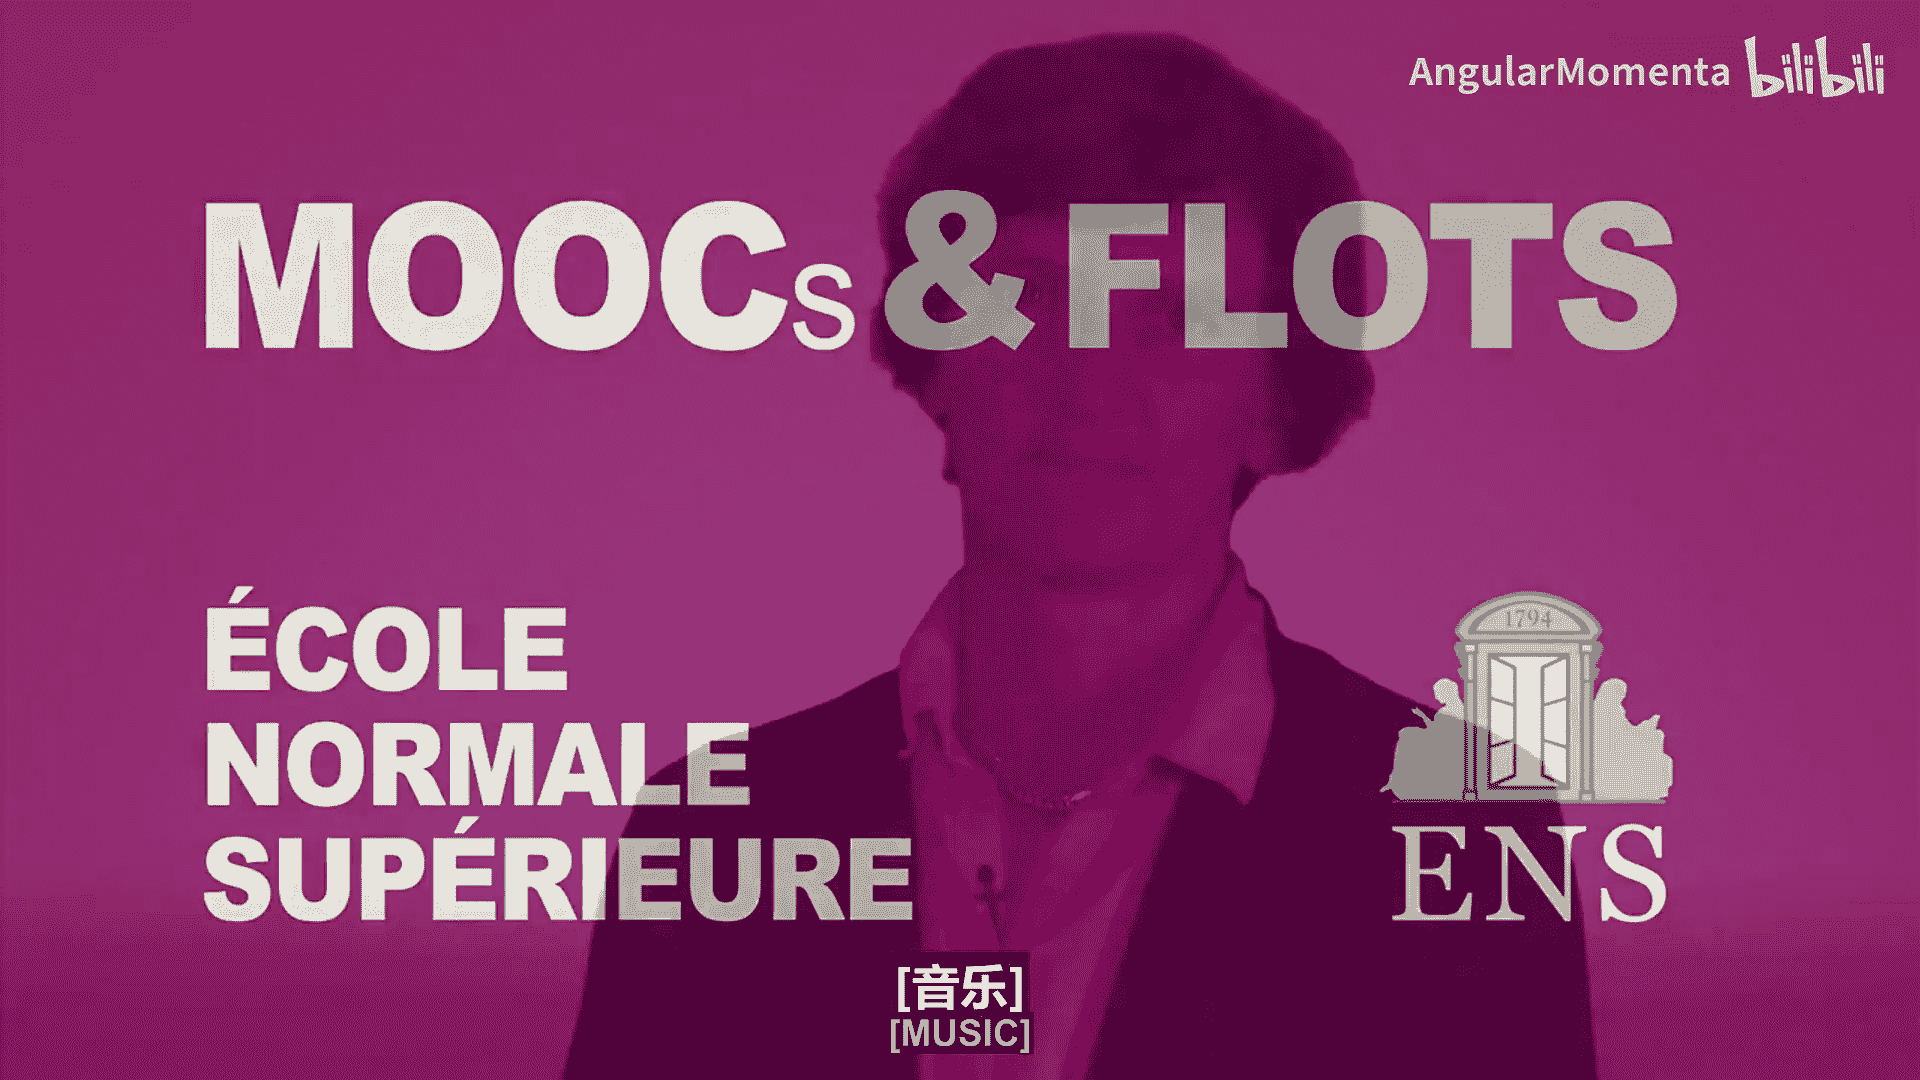 AngularMomenta bilibili
MOOCs & FLOTS
ÉCOLE
NORMALE
SUPÉRIEURE
1794
ENS
[音乐]
[MUSIC]